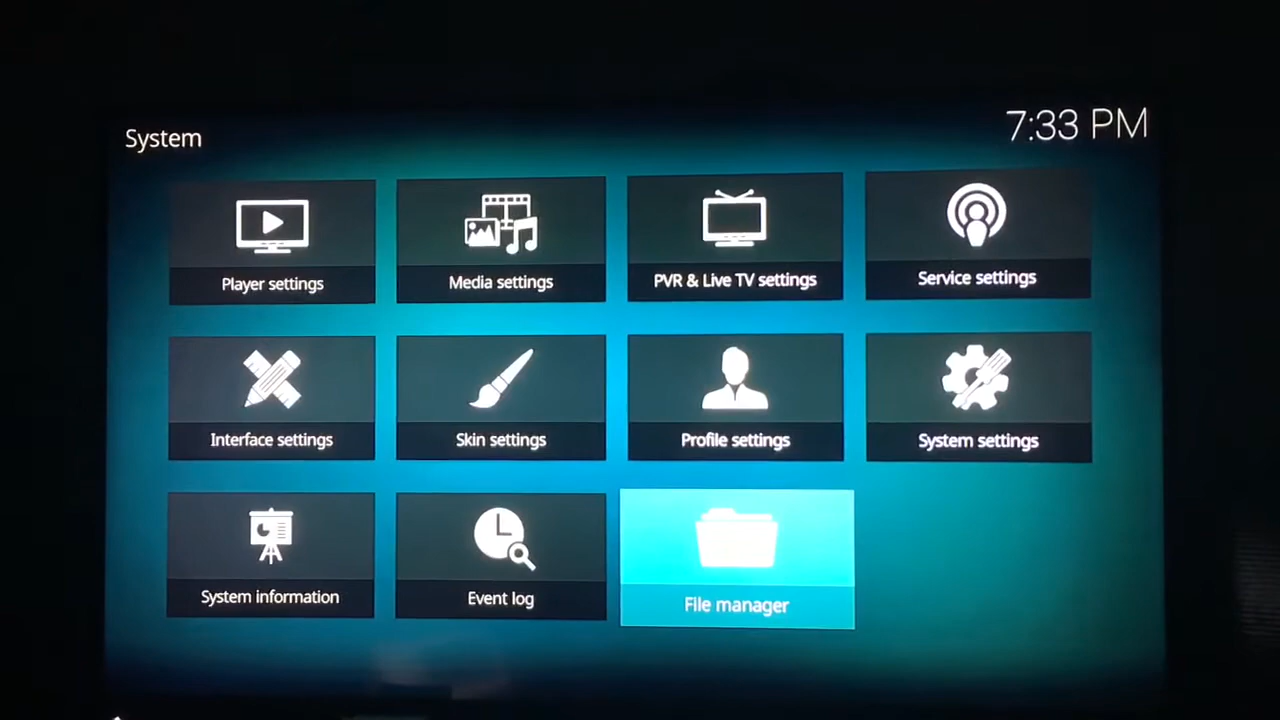 System
7:33 PM
Player settings
Media settings
PVR & Live TV settings
Service settings
Interface settings
Skin settings
Profile settings
System settings
System information
Event log
File manager